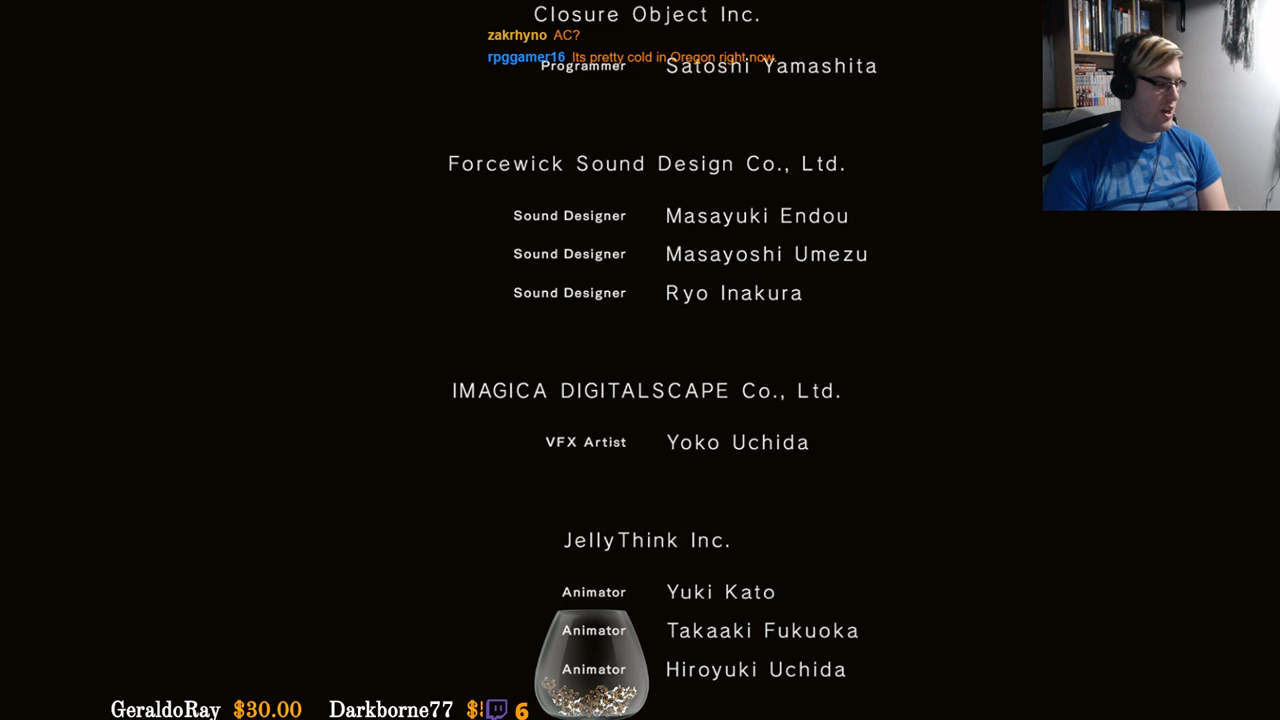 Closure Object Inc.
zakrhyno AC?
rpggamer16 Its pretty cold in Oregon right now.
Programmer Satoshi Yamashita
Forcewick Sound Design Co., Ltd.
Sound Designer Masayuki Endou
Sound Designer Masayoshi Umezu
Sound Designer Ryo Inakura
IMAGICA DIGITALSCAPE Co., Ltd.
VFX Artist Yoko Uchida
JellyThink Inc.
Animator Yuki Kato
Animator Takaaki Fukuoka
Animator Hiroyuki Uchida
GeraldoRay $30.00 Darkborne77 6